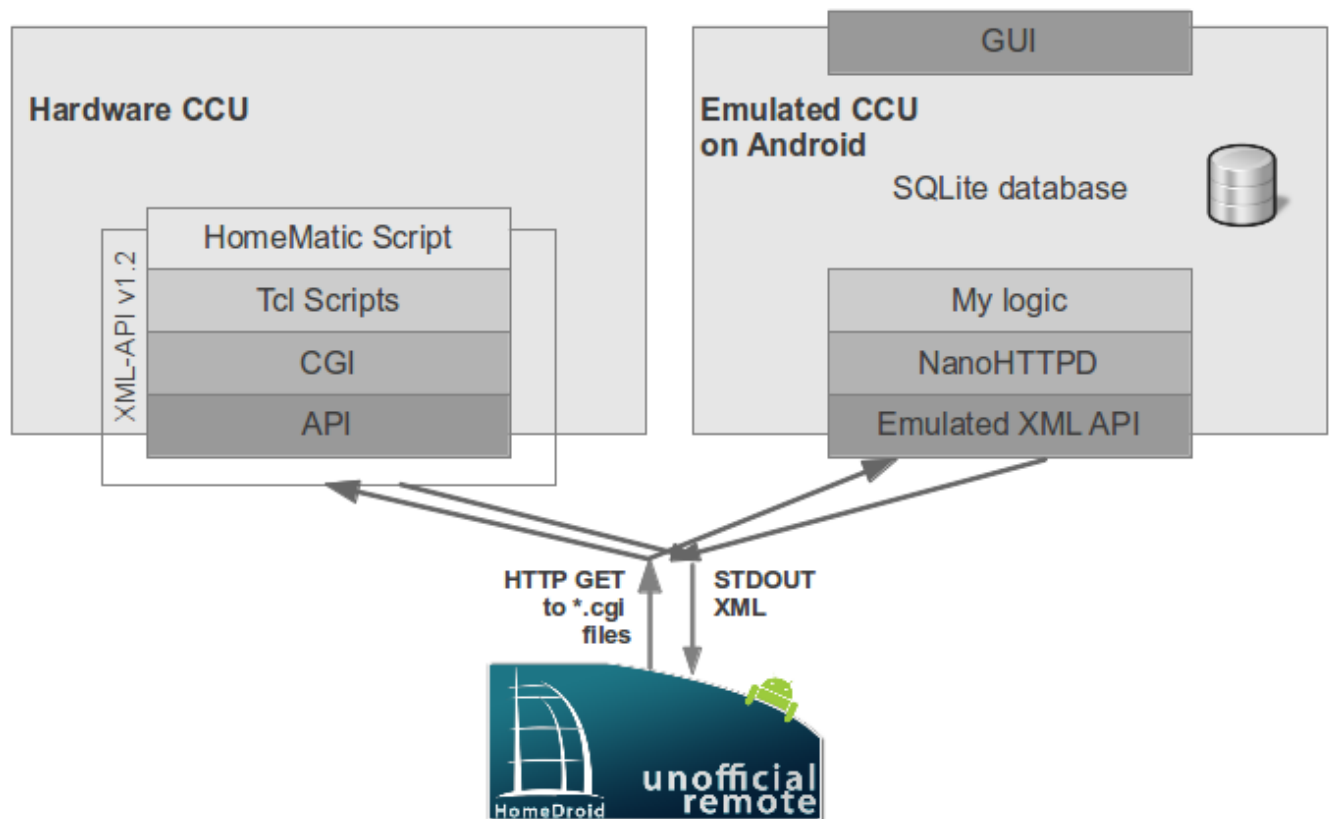 Hardware CCU
XML-API v1.2
HomeMatic Script
Tcl Scripts
CGI
API
GUI
Emulated CCU
on Android
SQLite database
My logic
NanoHTTPD
Emulated XML API
HTTP GET
to *.cgi
files
STDOUT
XML
HomeDroid
unofficial
remote